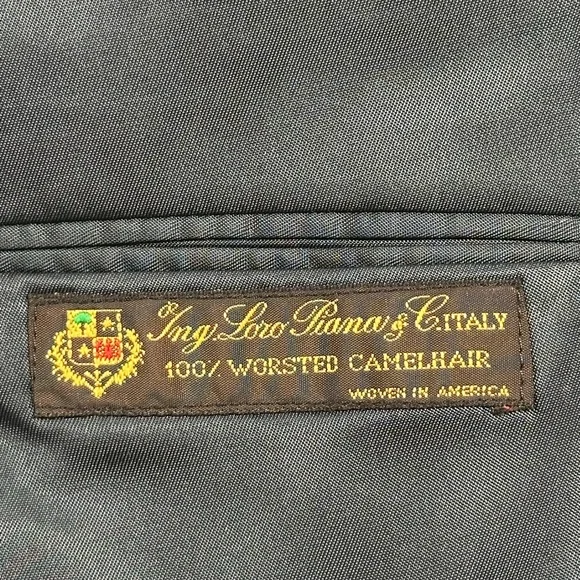 Ing Loro Piana & C. ITALY
100/ WORSTED CAMELHAIR
WOVEN IN AMERICA